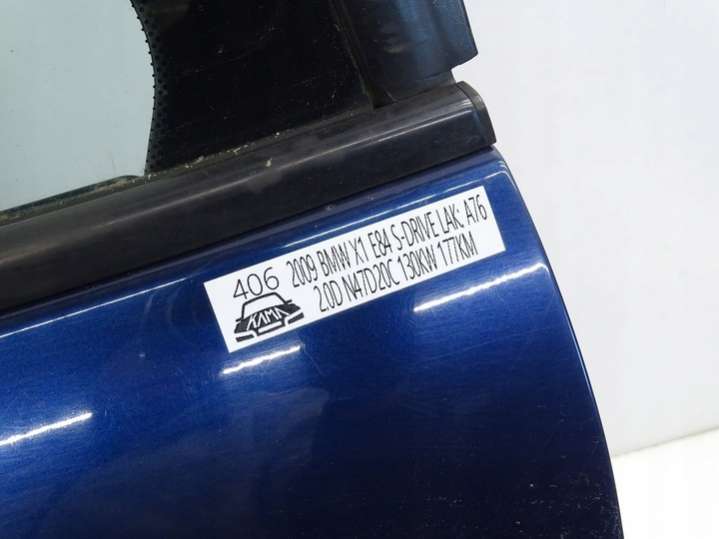 406
KAMA
2009 BMW X1 E84 S-DRIVE LAK: A76
2.0D N47D20C 130KW 177KM